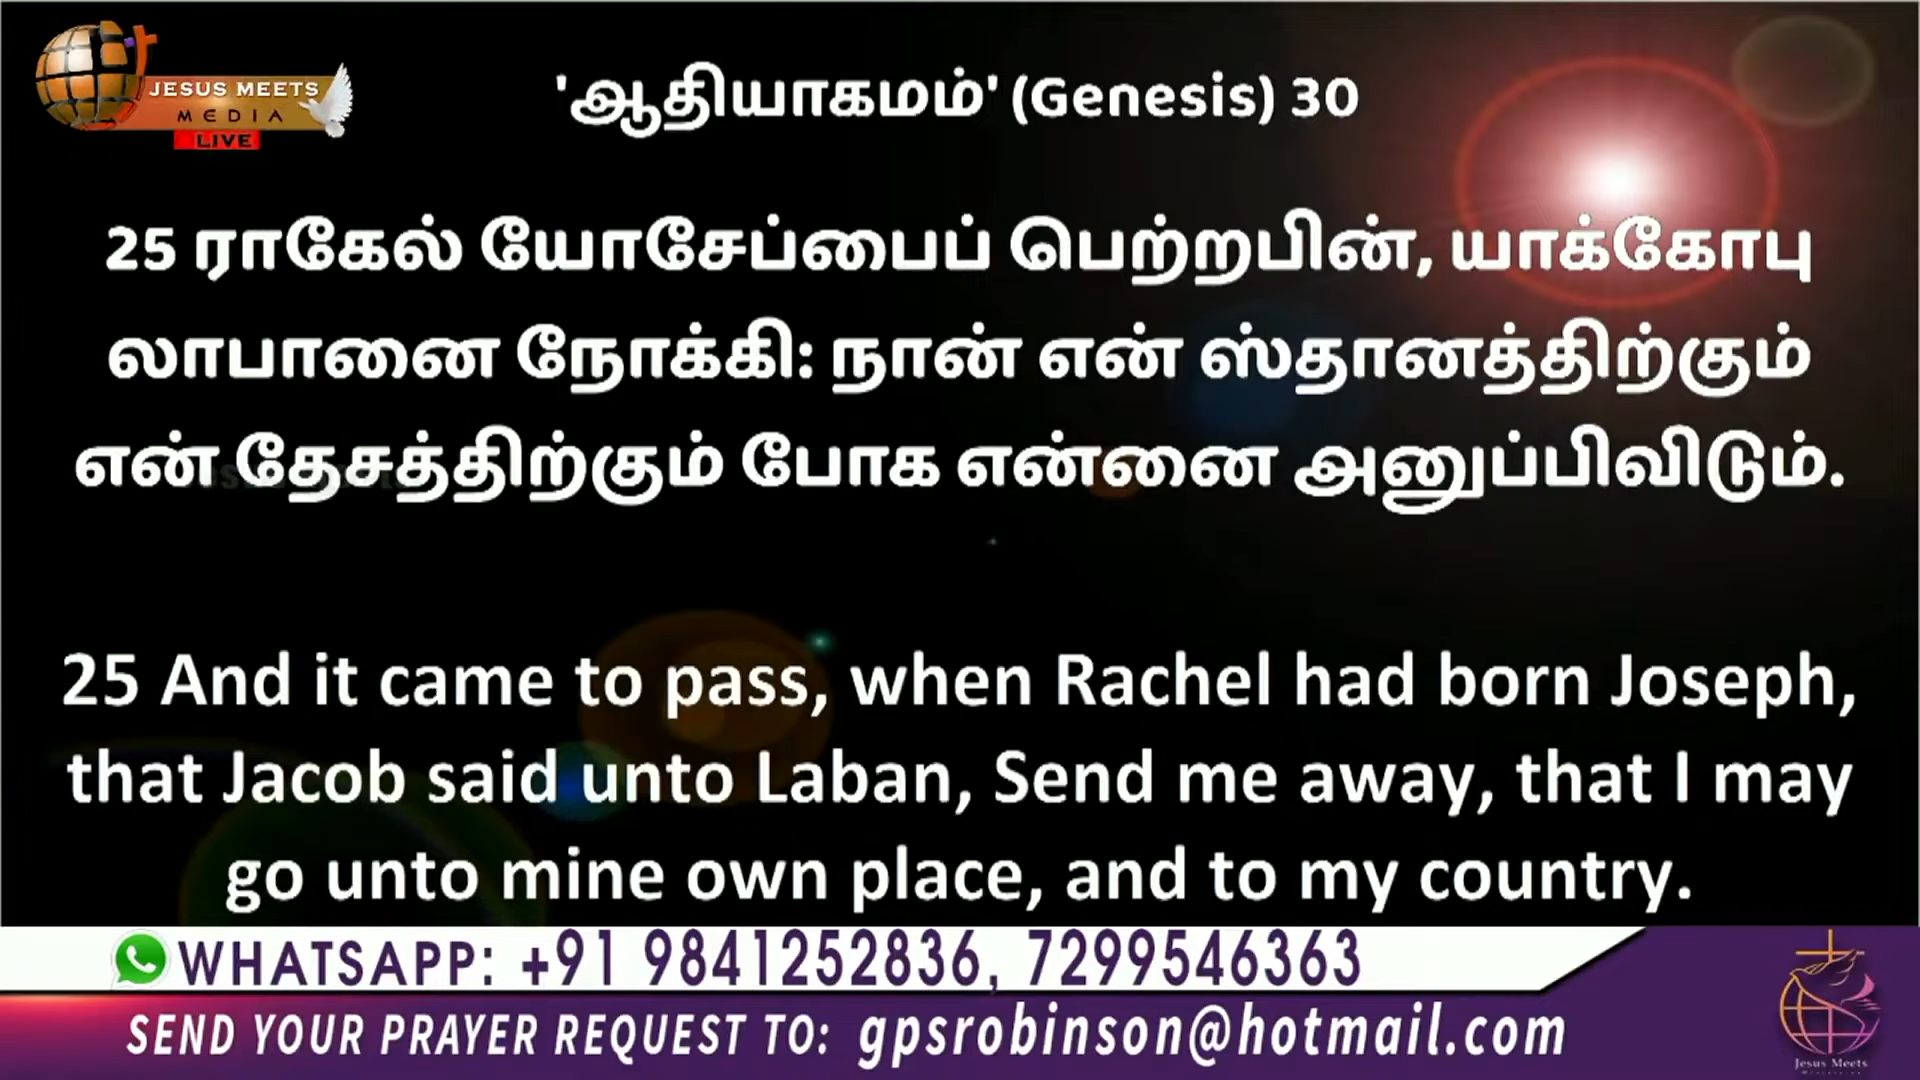 JESUS MEETS
MEDIA
LIVE
'ஆதியாகமம்' (Genesis) 30
25 ராகேல் யோசேப்பைப் பெற்றபின், யாக்கோபு
லாபானை நோக்கி: நான் என் ஸ்தானத்திற்கும்
என் தேசத்திற்கும் போக என்னை அனுப்பிவிடும்.
25 And it came to pass, when Rachel had born Joseph,
that Jacob said unto Laban, Send me away, that I may
go unto mine own place, and to my country.
WHATSAPP: +91 9841252836, 7299546363
SEND YOUR PRAYER REQUEST TO: gpsrobinson@hotmail.com
Jesus Meets